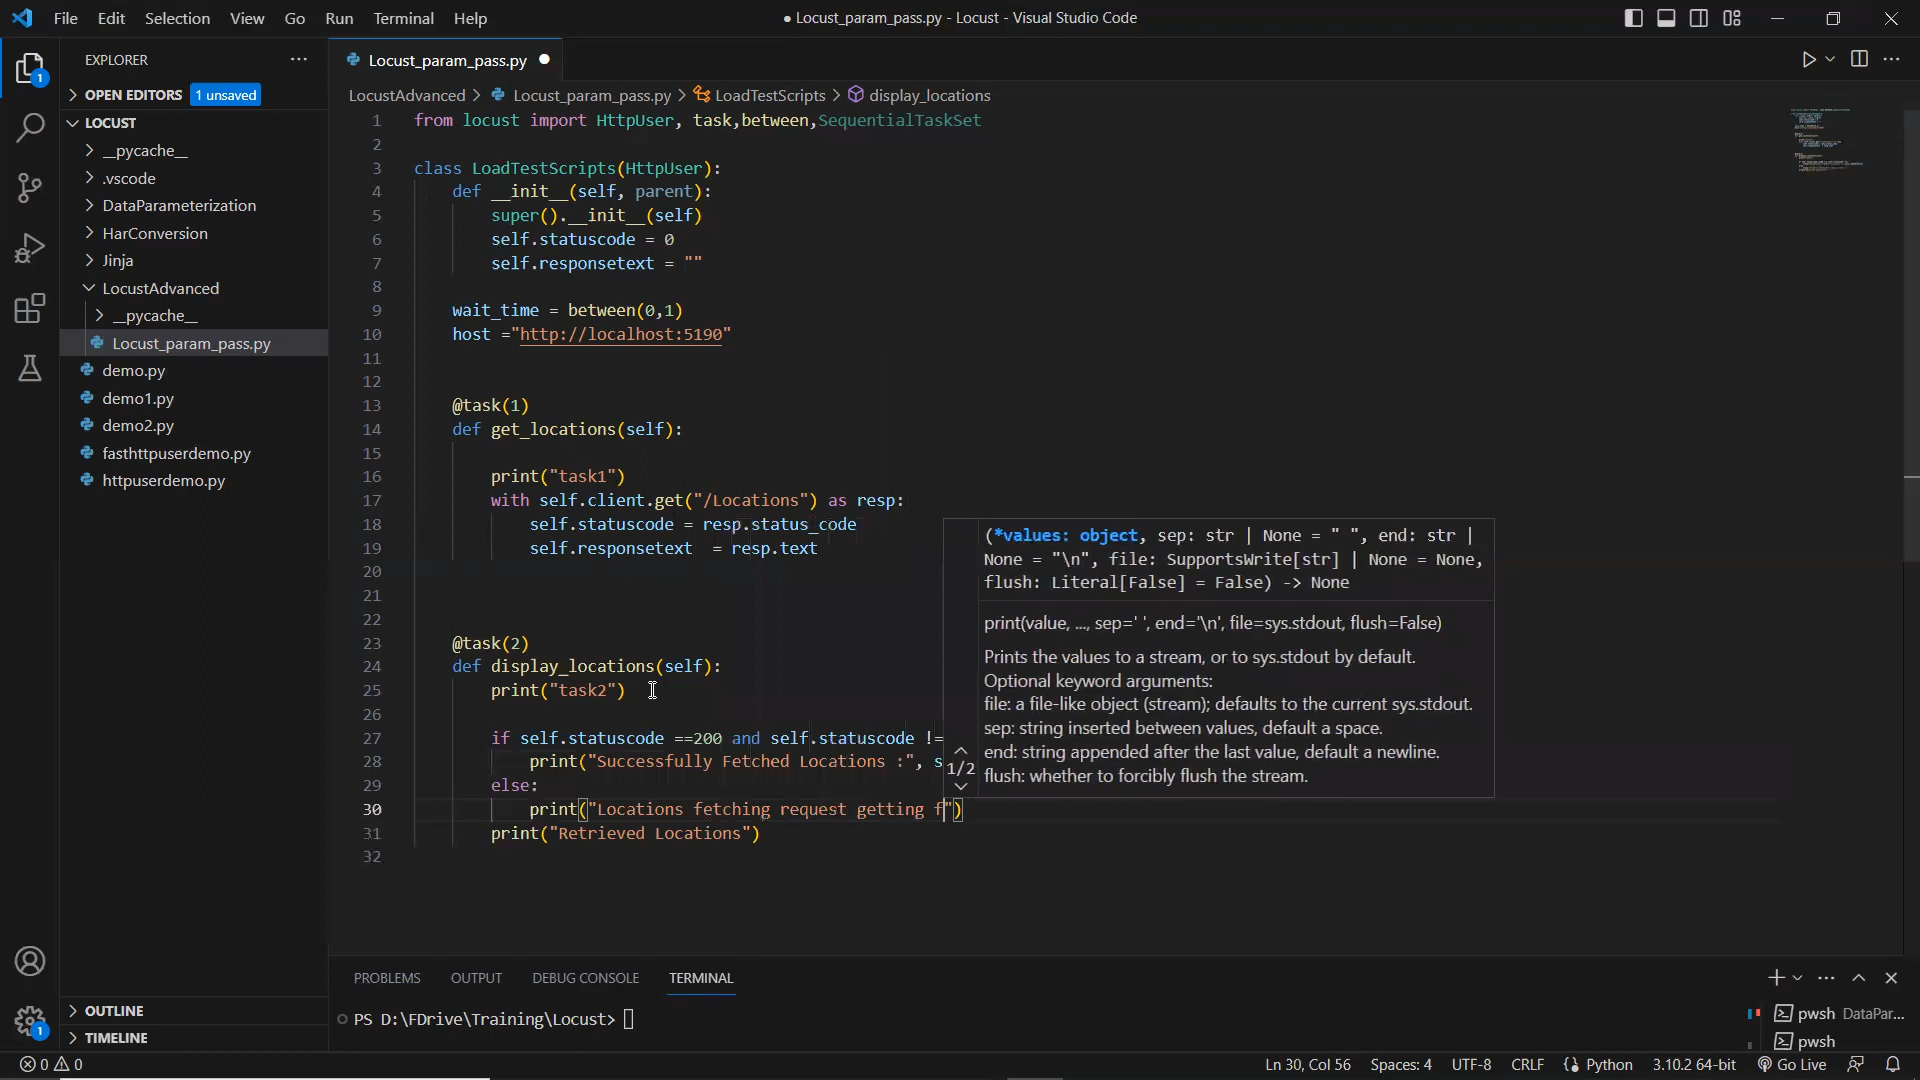 File Edit Selection View Go Run Terminal Help
● Locust_param_pass.py - Locust - Visual Studio Code
EXPLORER
OPEN EDITORS 1 unsaved
LOCUST
__pycache__
.vscode
DataParameterization
HarConversion
Jinja
LocustAdvanced
__pycache__
Locust_param_pass.py
demo.py
demo1.py
demo2.py
fasthttpuserdemo.py
httpuserdemo.py
OUTLINE
TIMELINE
1
1
Locust_param_pass.py
LocustAdvanced > Locust_param_pass.py > LoadTestScripts > display_locations
1 from locust import HttpUser, task,between,SequentialTaskSet
2
3 class LoadTestScripts(HttpUser):
4 def __init__(self, parent):
5 super().__init__(self)
6 self.statuscode = 0
7 self.responsetext = ""
8
9 wait_time = between(0,1)
10 host ="http://localhost:5190"
11
12
13 @task(1)
14 def get_locations(self):
15
16 print("task1")
17 with self.client.get("/Locations") as resp:
18 self.statuscode = resp.status_code
19 self.responsetext  = resp.text
20
21
22
23 @task(2)
24 def display_locations(self):
25 print("task2")
26
27 if self.statuscode ==200 and self.statuscode !=
28 print("Successfully Fetched Locations :", s
29 else:
30 print("Locations fetching request getting f")
31 print("Retrieved Locations")
32
(*values: object, sep: str | None = " ", end: str |
None = "\n", file: SupportsWrite[str] | None = None,
flush: Literal[False] = False) -> None
print(value, ..., sep=' ', end='\n', file=sys.stdout, flush=False)
Prints the values to a stream, or to sys.stdout by default.
Optional keyword arguments:
file: a file-like object (stream); defaults to the current sys.stdout.
sep: string inserted between values, default a space.
end: string appended after the last value, default a newline.
flush: whether to forcibly flush the stream.
1/2
PROBLEMS OUTPUT DEBUG CONSOLE TERMINAL
PS D:\FDrive\Training\Locust>
pwsh DataPar...
pwsh
0 0
Ln 30, Col 56 Spaces: 4 UTF-8 CRLF Python 3.10.2 64-bit Go Live